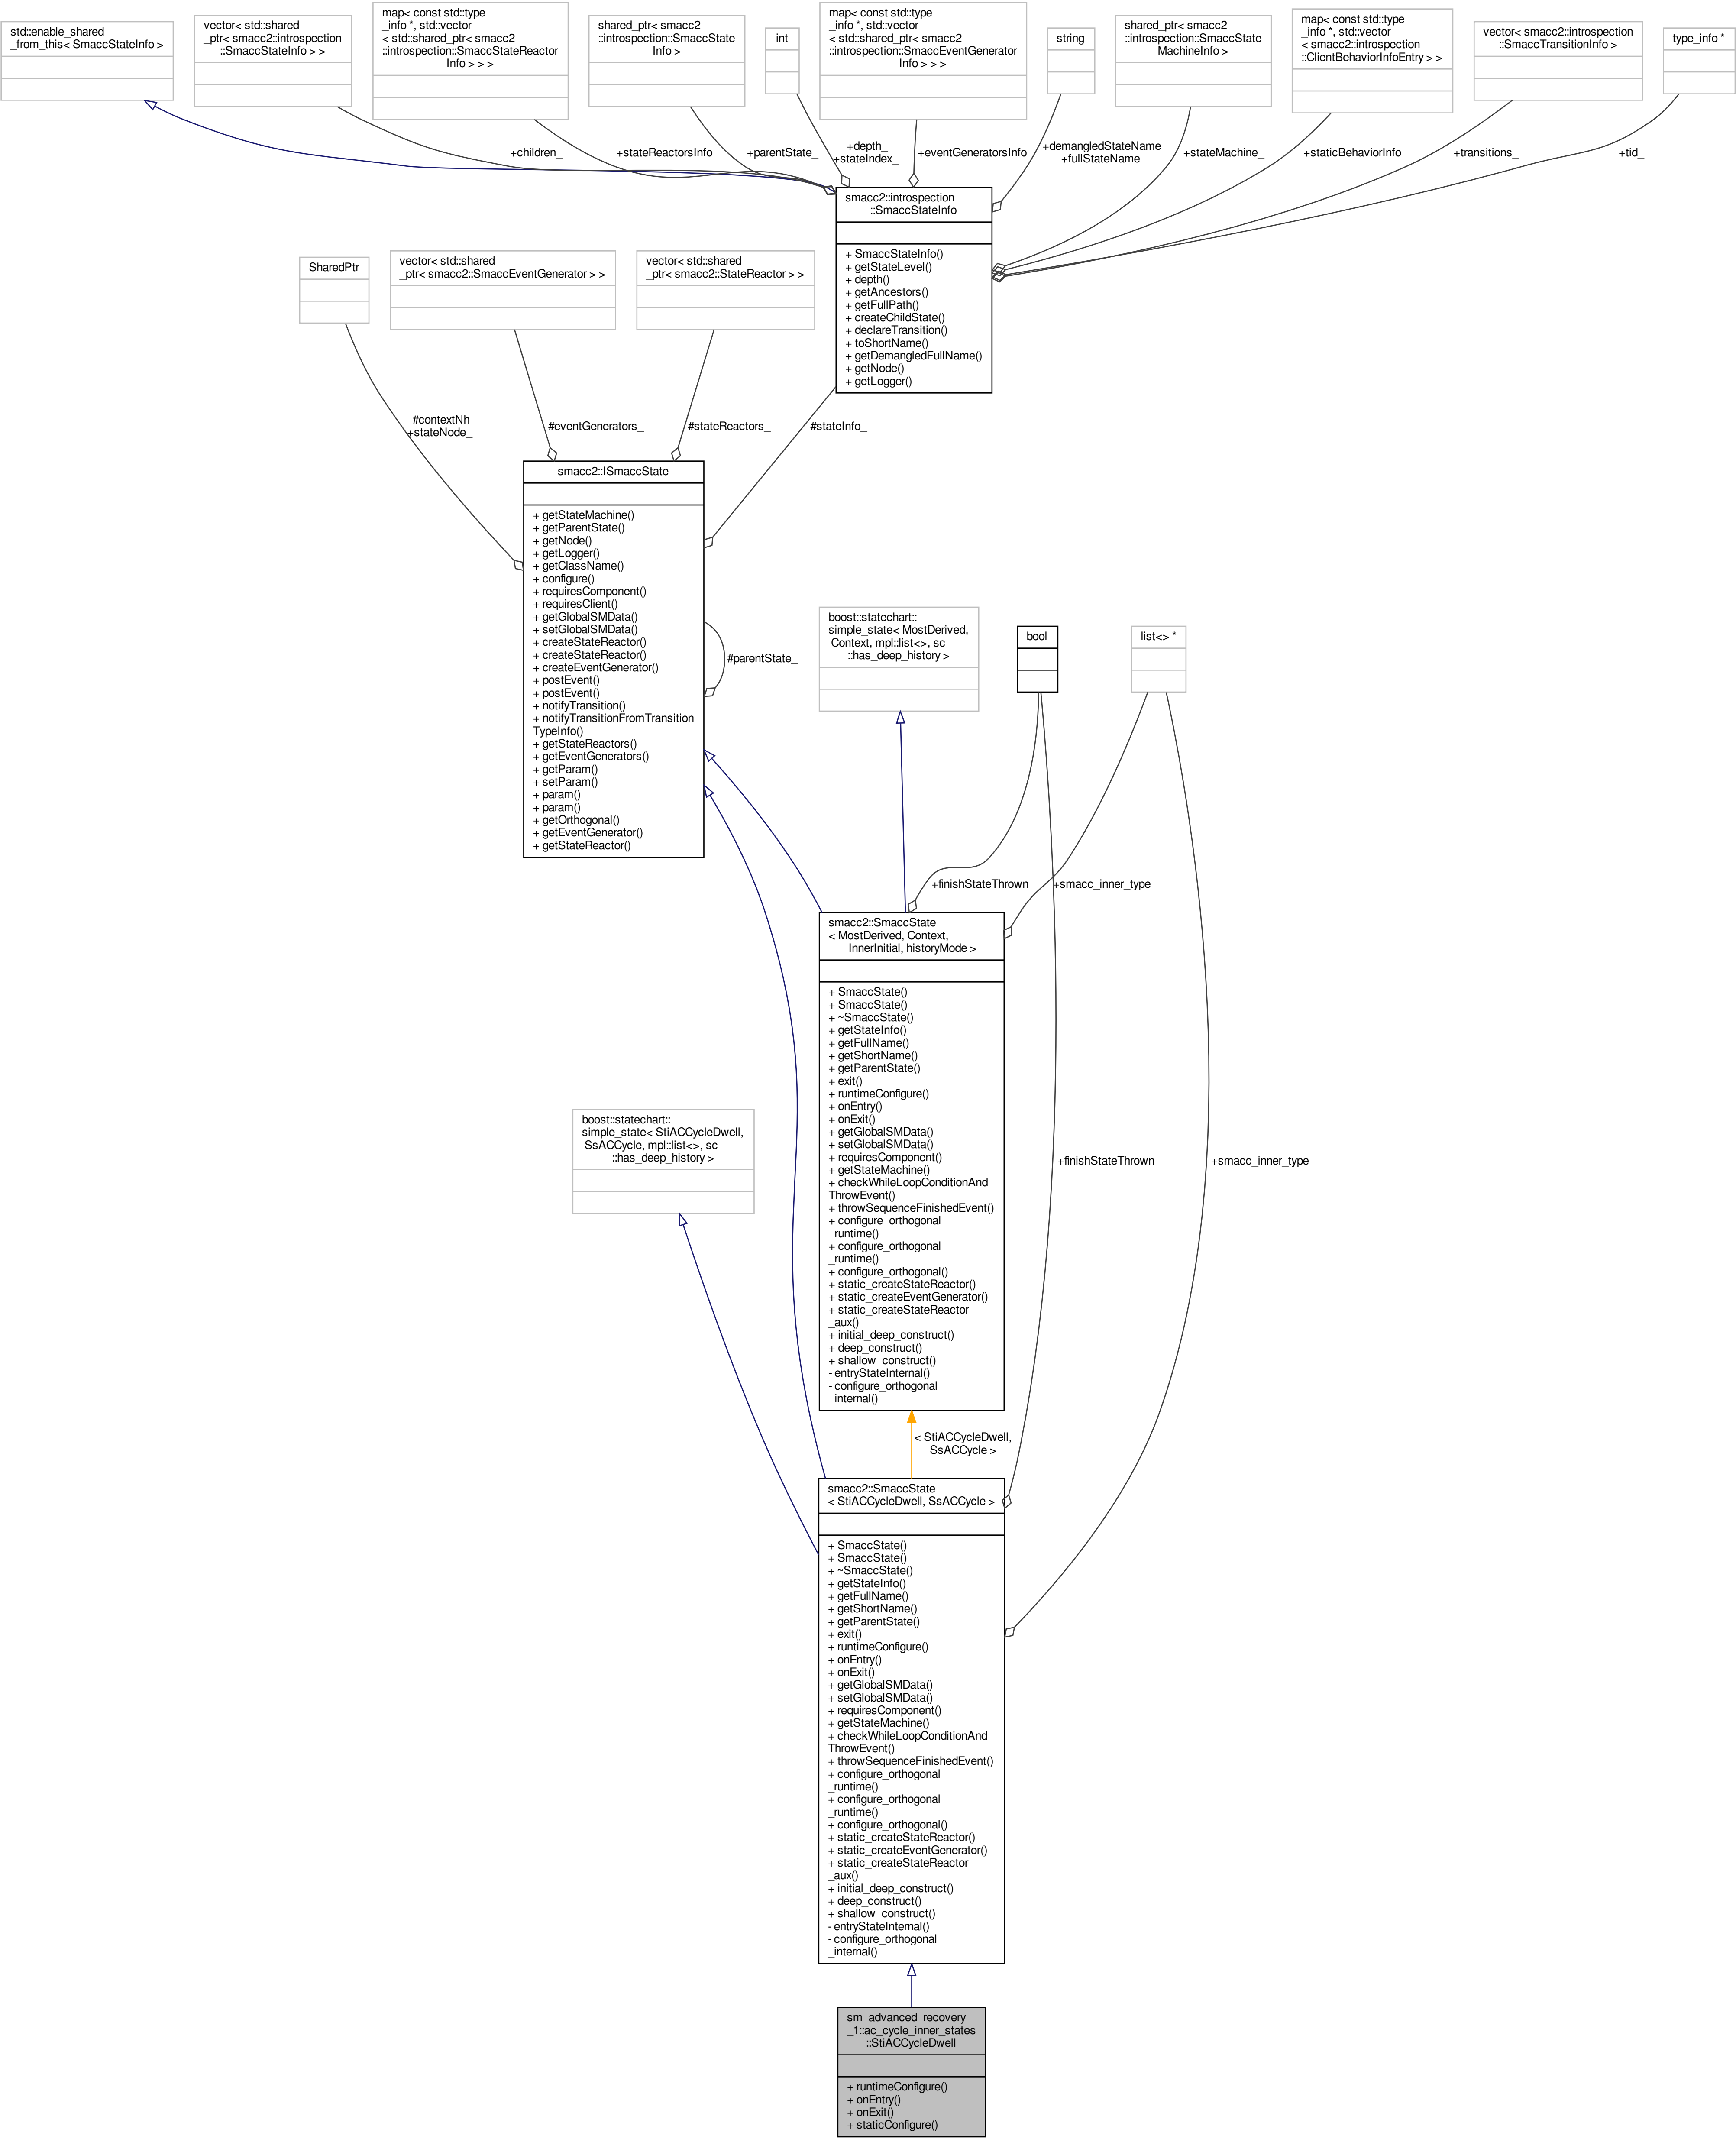 std::enable_shared
_from_this< SmaccStateInfo >
vector< std::shared
_ptr< smacc2::introspection
::SmaccStateInfo > >
map< const std::type
_info *, std::vector
< std::shared_ptr< smacc2
::introspection::SmaccStateReactor
Info > > >
shared_ptr< smacc2
::introspection::SmaccState
Info >
int
map< const std::type
_info *, std::vector
< std::shared_ptr< smacc2
::introspection::SmaccEventGenerator
Info > > >
string
shared_ptr< smacc2
::introspection::SmaccState
MachineInfo >
map< const std::type
_info *, std::vector
< smacc2::introspection
::ClientBehaviorInfoEntry > >
vector< smacc2::introspection
::SmaccTransitionInfo >
type_info *
+children_
+stateReactorsInfo
+parentState_
+depth_
+stateIndex_
+eventGeneratorsInfo
+demangledStateName
+fullStateName
+stateMachine_
+staticBehaviorInfo
+transitions_
+tid_
smacc2::introspection
::SmaccStateInfo
+ SmaccStateInfo()
+ getStateLevel()
+ depth()
+ getAncestors()
+ getFullPath()
+ createChildState()
+ declareTransition()
+ toShortName()
+ getDemangledFullName()
+ getNode()
+ getLogger()
SharedPtr
vector< std::shared
_ptr< smacc2::SmaccEventGenerator > >
vector< std::shared
_ptr< smacc2::StateReactor > >
#contextNh
+stateNode_
#eventGenerators_
#stateReactors_
#stateInfo_
smacc2::ISmaccState
+ getStateMachine()
+ getParentState()
+ getNode()
+ getLogger()
+ getClassName()
+ configure()
+ requiresComponent()
+ requiresClient()
+ getGlobalSMData()
+ setGlobalSMData()
+ createStateReactor()
+ createStateReactor()
+ createEventGenerator()
+ postEvent()
+ postEvent()
+ notifyTransition()
+ notifyTransitionFromTransition
TypeInfo()
+ getStateReactors()
+ getEventGenerators()
+ getParam()
+ setParam()
+ param()
+ param()
+ getOrthogonal()
+ getEventGenerator()
+ getStateReactor()
#parentState_
boost::statechart::
simple_state< MostDerived,
Context, mpl::list<>, sc
::has_deep_history >
bool
list<> *
+finishStateThrown
+smacc_inner_type
smacc2::SmaccState
< MostDerived, Context,
InnerInitial, historyMode >
+ SmaccState()
+ SmaccState()
+ ~SmaccState()
+ getStateInfo()
+ getFullName()
+ getShortName()
+ getParentState()
+ exit()
+ runtimeConfigure()
+ onEntry()
+ onExit()
+ getGlobalSMData()
+ setGlobalSMData()
+ requiresComponent()
+ getStateMachine()
+ checkWhileLoopConditionAnd
ThrowEvent()
+ throwSequenceFinishedEvent()
+ configure_orthogonal
_runtime()
+ configure_orthogonal
_runtime()
+ configure_orthogonal()
+ static_createStateReactor()
+ static_createEventGenerator()
+ static_createStateReactor
_aux()
+ initial_deep_construct()
+ deep_construct()
+ shallow_construct()
- entryStateInternal()
- configure_orthogonal
_internal()
boost::statechart::
simple_state< StiACCycleDwell,
SsACCycle, mpl::list<>, sc
::has_deep_history >
+finishStateThrown
+smacc_inner_type
< StiACCycleDwell,
SsACCycle >
smacc2::SmaccState
< StiACCycleDwell, SsACCycle >
+ SmaccState()
+ SmaccState()
+ ~SmaccState()
+ getStateInfo()
+ getFullName()
+ getShortName()
+ getParentState()
+ exit()
+ runtimeConfigure()
+ onEntry()
+ onExit()
+ getGlobalSMData()
+ setGlobalSMData()
+ requiresComponent()
+ getStateMachine()
+ checkWhileLoopConditionAnd
ThrowEvent()
+ throwSequenceFinishedEvent()
+ configure_orthogonal
_runtime()
+ configure_orthogonal
_runtime()
+ configure_orthogonal()
+ static_createStateReactor()
+ static_createEventGenerator()
+ static_createStateReactor
_aux()
+ initial_deep_construct()
+ deep_construct()
+ shallow_construct()
- entryStateInternal()
- configure_orthogonal
_internal()
sm_advanced_recovery
_1::ac_cycle_inner_states
::StiACCycleDwell
+ runtimeConfigure()
+ onEntry()
+ onExit()
+ staticConfigure()